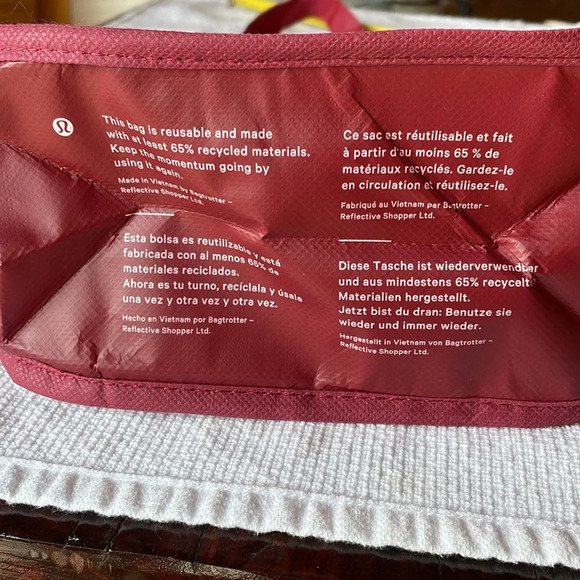 This bag is reusable and made
with at least 65% recycled materials.
Keep the momentum going by
using it again.
Made in Vietnam by Bagtrotter –
Reflective Shopper Ltd.
Ce sac est réutilisable et fait
à partir d'au moins 65 % de
matériaux recyclés. Gardez-le
en circulation et réutilisez-le.
Fabriqué au Vietnam par Bagtrotter –
Reflective Shopper Ltd.
Esta bolsa es reutilizable y está
fabricada con al menos 65% de
materiales reciclados.
Ahora es tu turno, recíclala y úsala
una vez y otra vez y otra vez.
Hecho en Vietnam por Bagtrotter –
Reflective Shopper Ltd.
Diese Tasche ist wiederverwendbar
und aus mindestens 65% recycelt
Materialien hergestellt.
Jetzt bist du dran: Benutze sie
wieder und immer wieder.
Hergestellt in Vietnam von Bagtrotter –
Reflective Shopper Ltd.